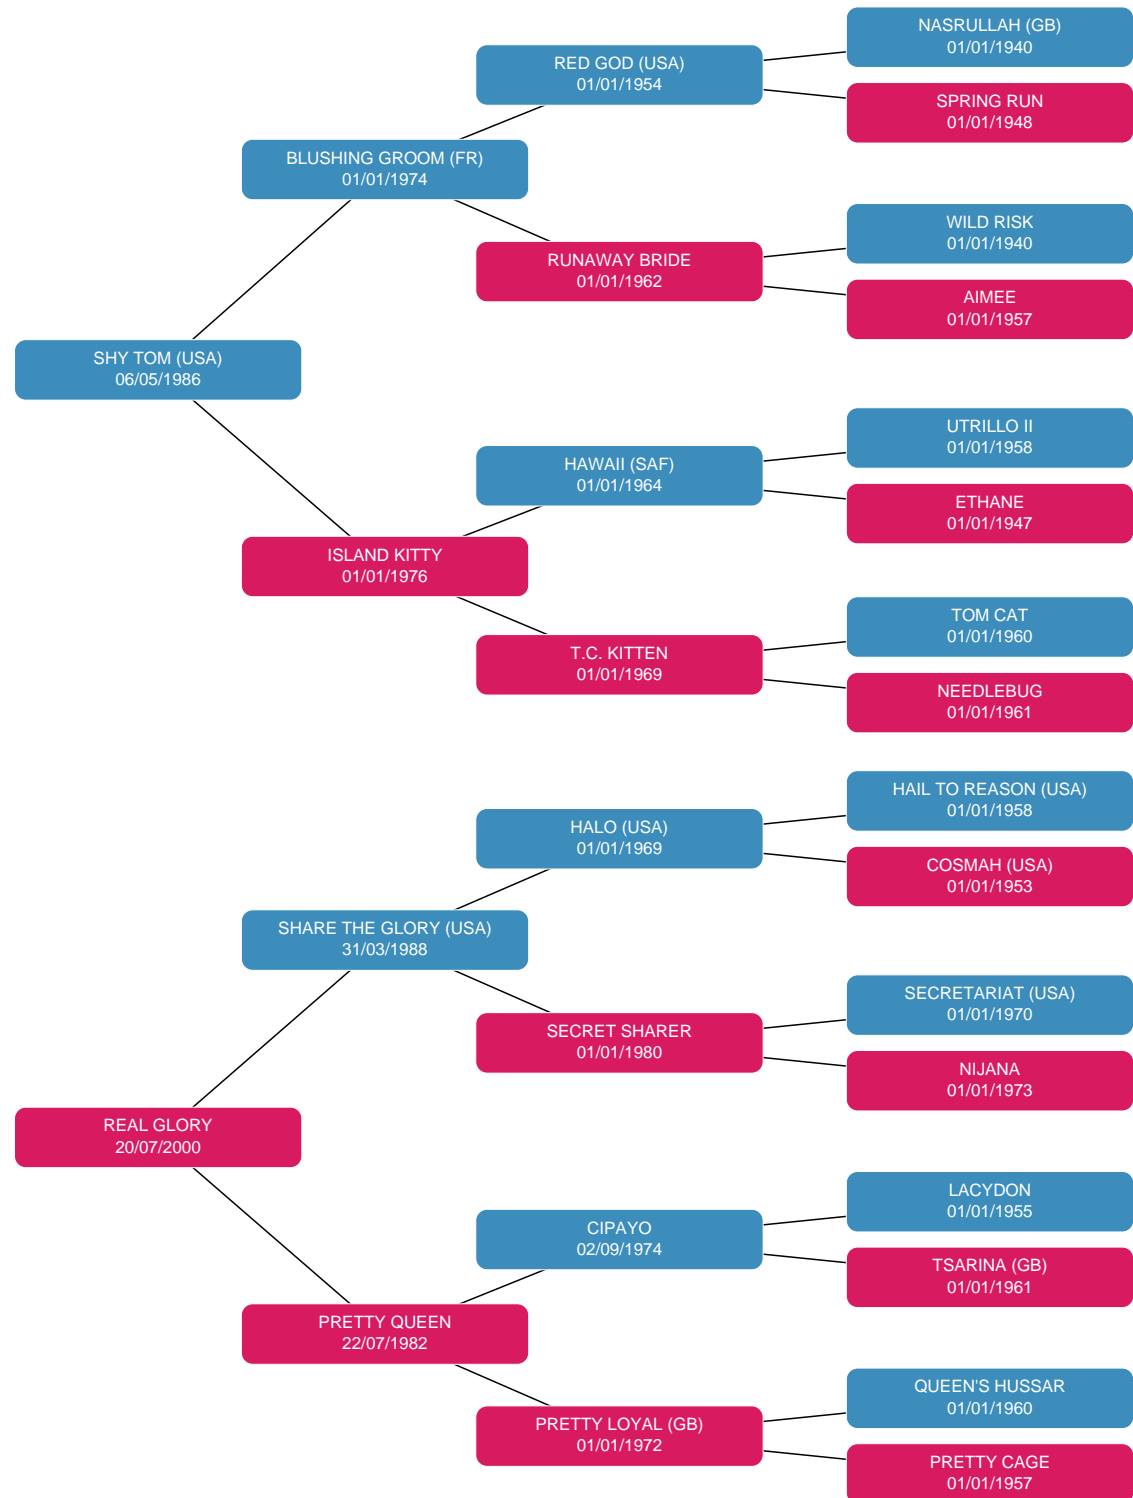 NASRULLAH (GB)
01/01/1940
RED GOD (USA)
01/01/1954
SPRING RUN
01/01/1948
BLUSHING GROOM (FR)
01/01/1974
WILD RISK
01/01/1940
RUNAWAY BRIDE
01/01/1962
AIMEE
01/01/1957
SHY TOM (USA)
06/05/1986
UTRILLO II
01/01/1958
HAWAII (SAF)
01/01/1964
ETHANE
01/01/1947
ISLAND KITTY
01/01/1976
TOM CAT
01/01/1960
T.C. KITTEN
01/01/1969
NEEDLEBUG
01/01/1961
HAIL TO REASON (USA)
01/01/1958
HALO (USA)
01/01/1969
COSMAH (USA)
01/01/1953
SHARE THE GLORY (USA)
31/03/1988
SECRETARIAT (USA)
01/01/1970
SECRET SHARER
01/01/1980
NIJANA
01/01/1973
REAL GLORY
20/07/2000
LACYDON
01/01/1955
CIPAYO
02/09/1974
TSARINA (GB)
01/01/1961
PRETTY QUEEN
22/07/1982
QUEEN'S HUSSAR
01/01/1960
PRETTY LOYAL (GB)
01/01/1972
PRETTY CAGE
01/01/1957